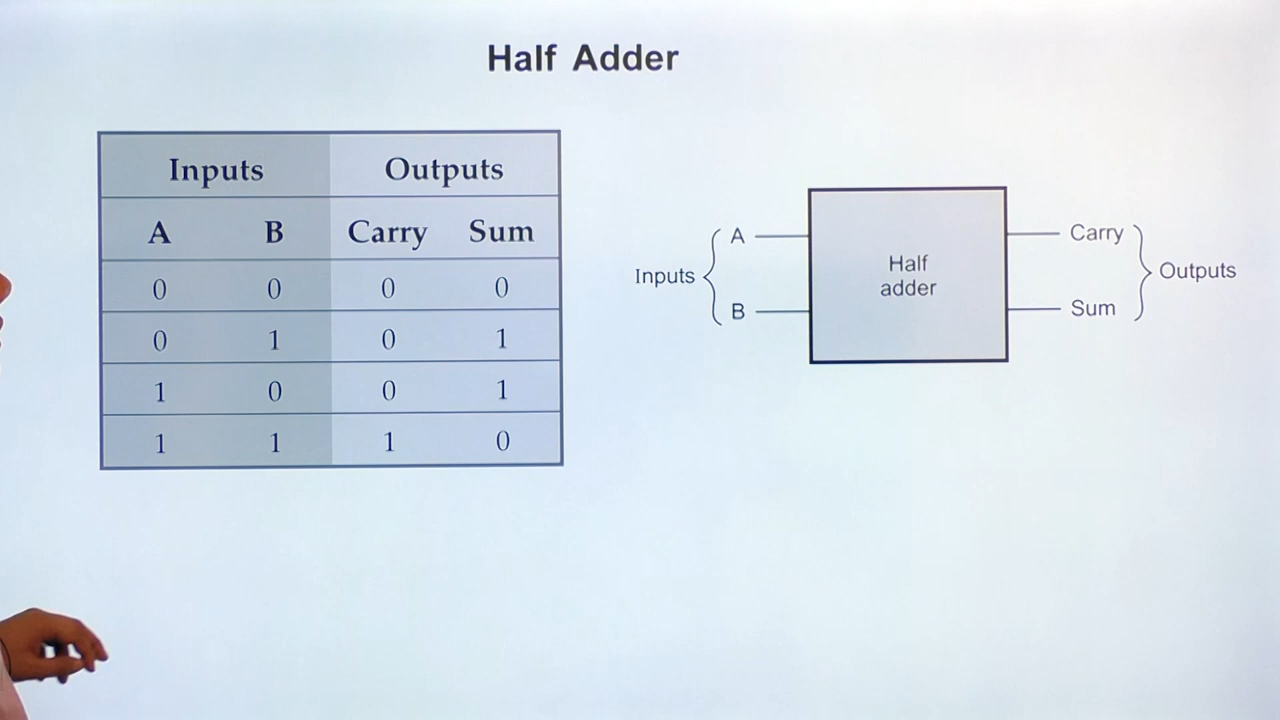 Half Adder
Inputs Outputs
A B Carry Sum
0 0 0 0
0 1 0 1
1 0 0 1
1 1 1 0
Inputs
A
B
Half
adder
Carry
Sum
Outputs